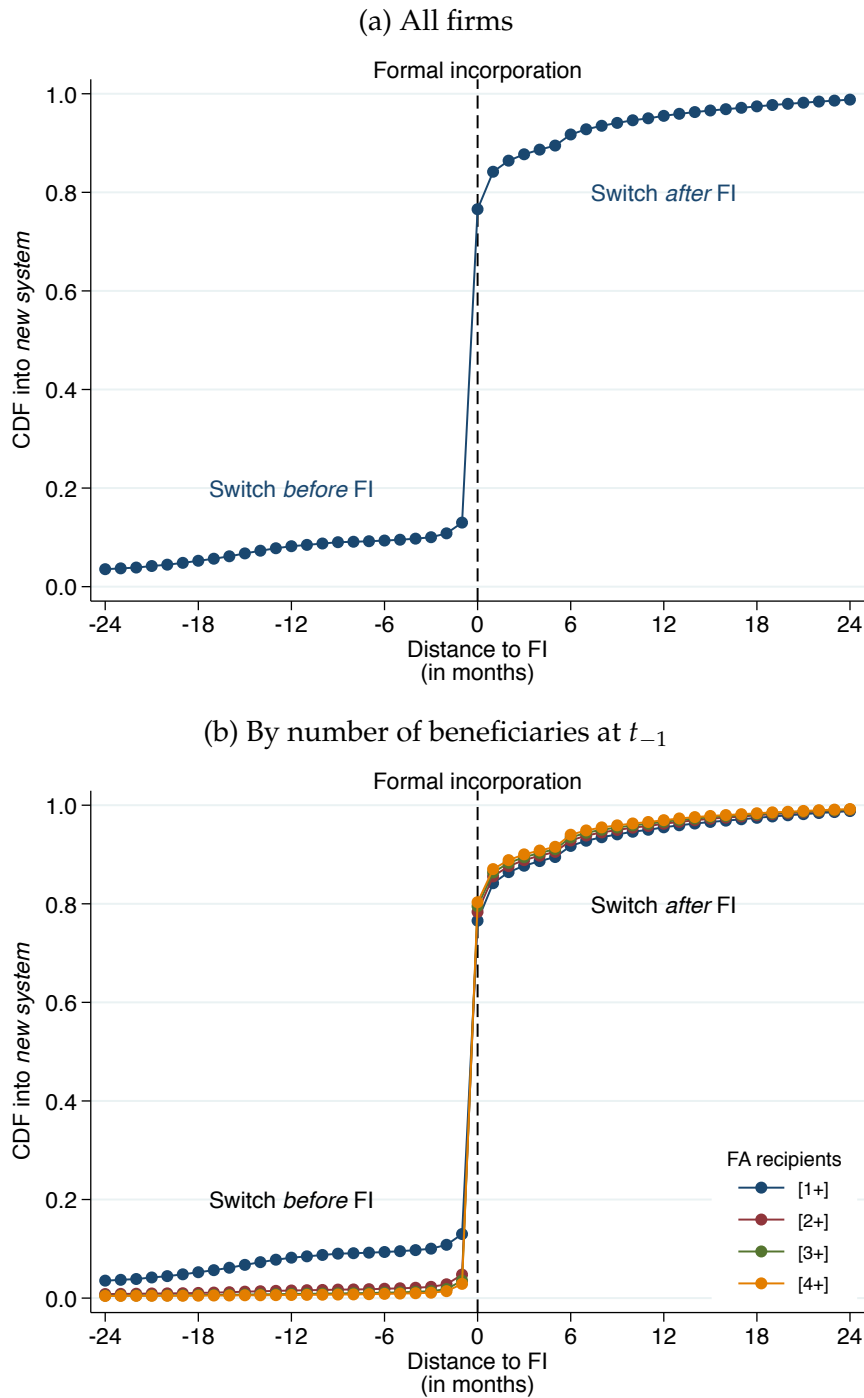 (a) All firms
Formal incorporation
1.0
0.8
0.6
0.4
0.2
0.0
CDF into new system
Switch after FI
Switch before FI
-24 -18 -12 -6 0 6 12 18 24
Distance to FI
(in months)
(b) By number of beneficiaries at t−1
Formal incorporation
1.0
0.8
0.6
0.4
0.2
0.0
CDF into new system
Switch after FI
Switch before FI
FA recipients
[1+]
[2+]
[3+]
[4+]
-24 -18 -12 -6 0 6 12 18 24
Distance to FI
(in months)